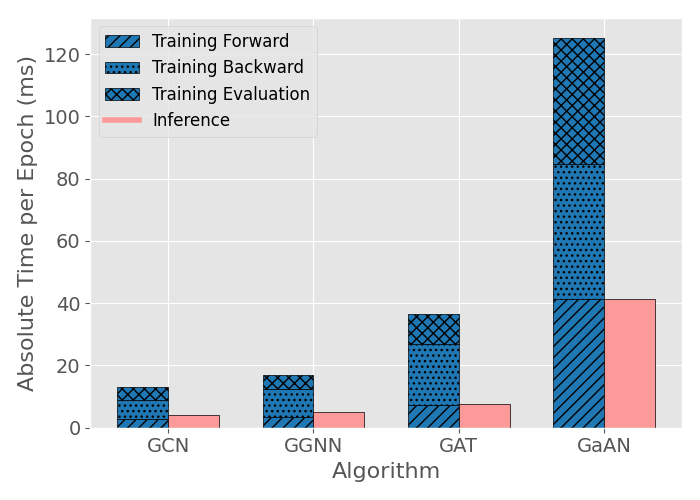 Training Forward
Training Backward
Training Evaluation
Inference
Absolute Time per Epoch (ms)
120
100
80
60
40
20
0
GCN GGNN GAT GaAN
Algorithm